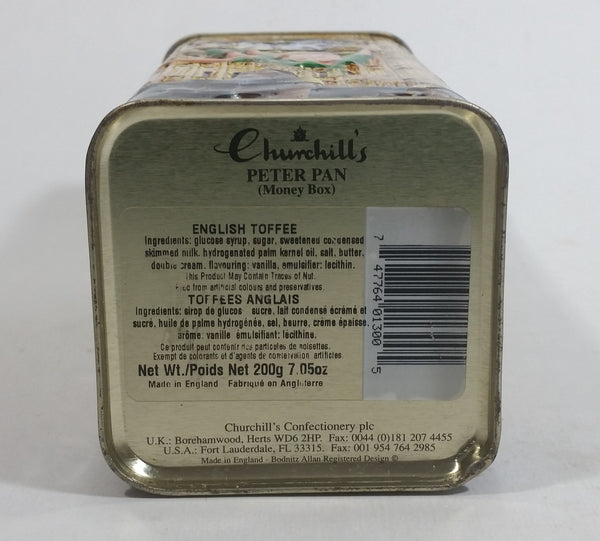 Churchill's
PETER PAN
(Money Box)
ENGLISH TOFFEE
Ingredients: glucose syrup, sugar, sweetened condensed
skimmed milk, hydrogenated palm kernel oil, salt, butter,
double cream, flavouring: vanilla, emulsifier: lecithin.
This Product May Contain Traces of Nut.
Free from artificial colours and preservatives.
TOFFEES ANGLAIS
Ingredients: sirop de glucos sucre, lait condensé écrémé et
sucré, huile de palme hydrogénée, sel, beurre, crème épaisse,
arôme: vanille émulsifiant: lécithine.
Ce produit peut contenir des particules de noisettes.
Exempt de colorants et d'agents de conservation artificles
Net Wt./Poids Net 200g 7.05oz
Made in England Fabriqué en Angleterre
7 47764 01300 5
Churchill's Confectionery plc
U.K.: Borehamwood, Herts WD6 2HP. Fax: 0044 (0)181 207 4455
U.S.A.: Fort Lauderdale, FL 33315. Fax: 001 954 764 2985
Made in England - Bodnitz Allan Registered Design ©